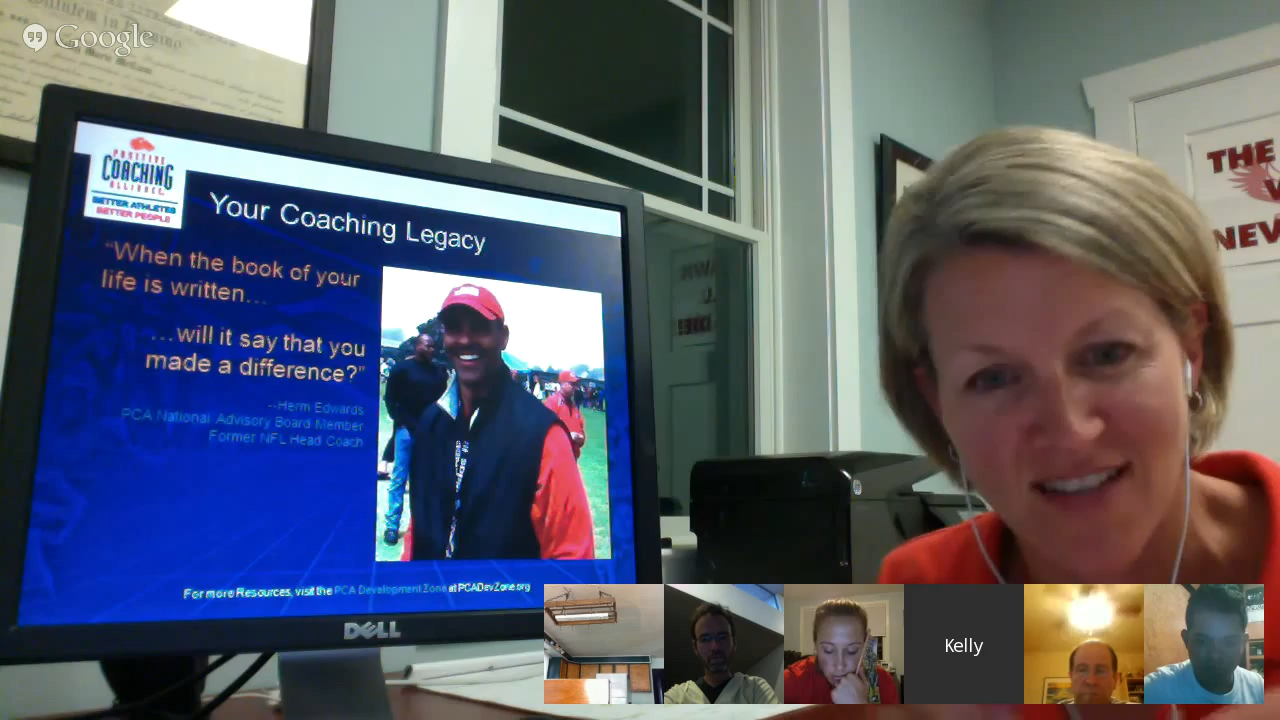 Google
POSITIVE
COACHING
ALLIANCE
BETTER ATHLETES
BETTER PEOPLE
Your Coaching Legacy
“When the book of your
life is written…
…will it say that you
made a difference?”
--Herm Edwards
PCA National Advisory Board Member
Former NFL Head Coach
For more Resources, visit the PCA Development Zone at PCADevZone.org
DELL
THE
NEV
Kelly